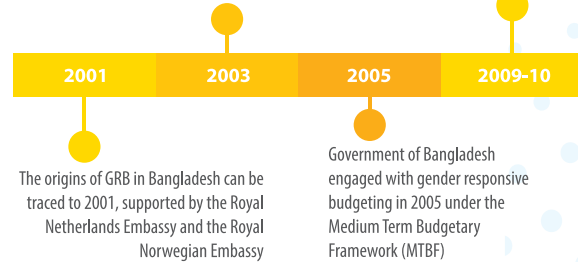 2001
2003
2005
2009-10
The origins of GRB in Bangladesh can be
traced to 2001, supported by the Royal
Netherlands Embassy and the Royal
Norwegian Embassy
Government of Bangladesh
engaged with gender responsive
budgeting in 2005 under the
Medium Term Budgetary
Framework (MTBF)